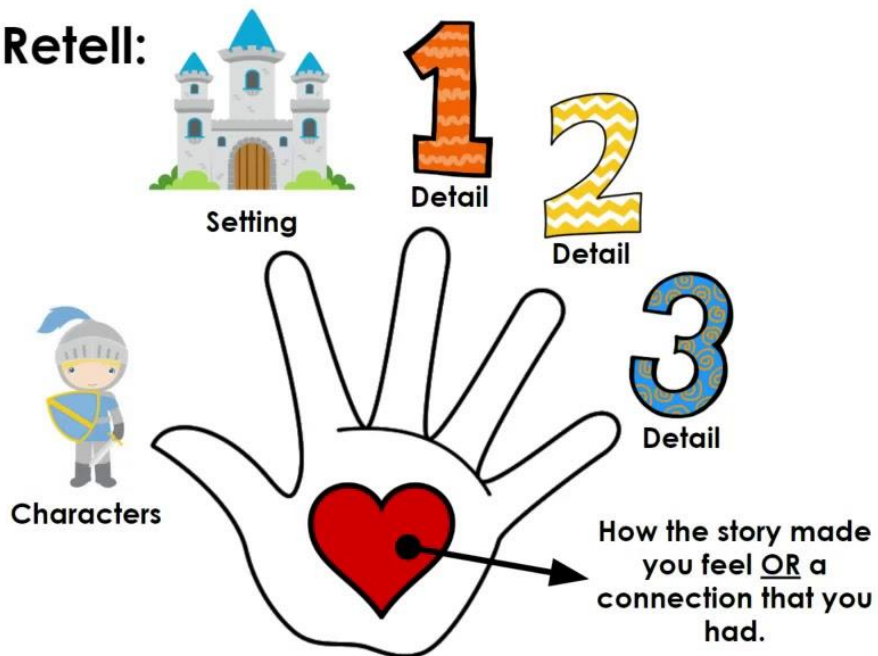 Retell:
1
Detail
2
Detail
Setting
3
Detail
Characters
How the story made
you feel OR a
connection that you
had.